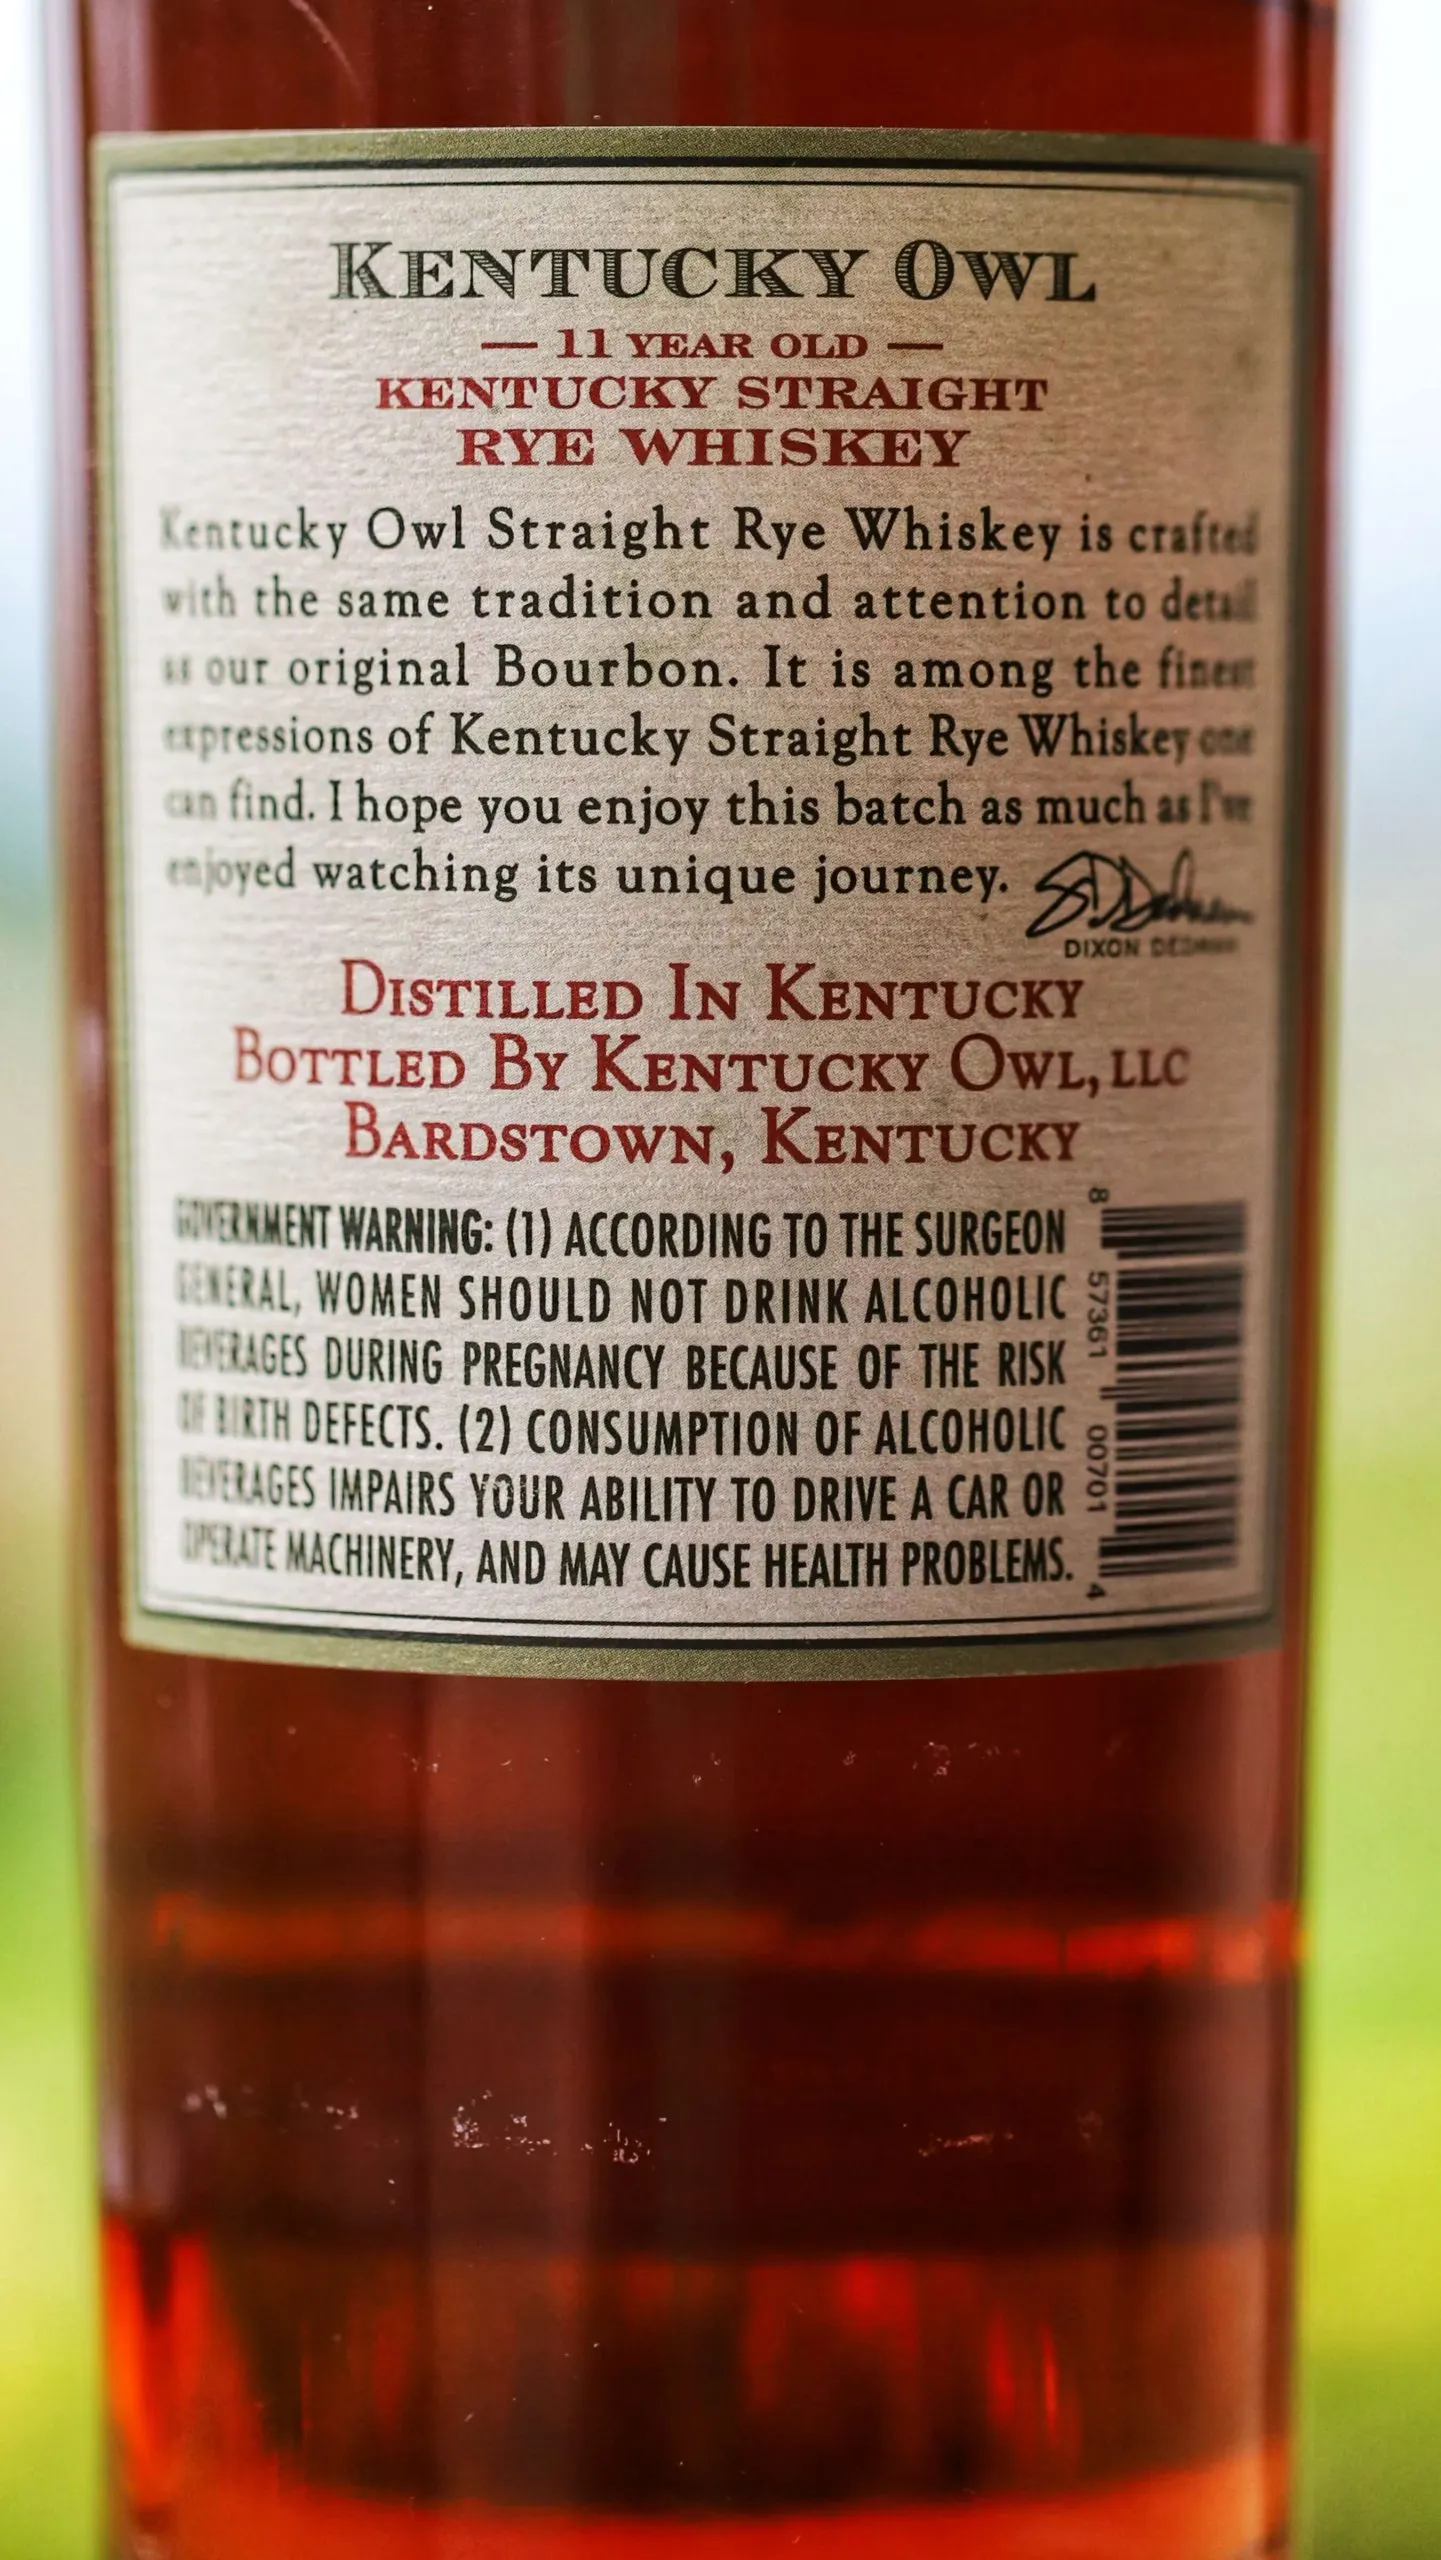 KENTUCKY OWL
— 11 YEAR OLD —
KENTUCKY STRAIGHT
RYE WHISKEY
Kentucky Owl Straight Rye Whiskey is crafted
with the same tradition and attention to detail
as our original Bourbon. It is among the finest
expressions of Kentucky Straight Rye Whiskey one
can find. I hope you enjoy this batch as much as I've
enjoyed watching its unique journey.
DIXON DEDMAN
DISTILLED IN KENTUCKY
BOTTLED BY KENTUCKY OWL, LLC
BARDSTOWN, KENTUCKY
GOVERNMENT WARNING: (1) ACCORDING TO THE SURGEON
GENERAL, WOMEN SHOULD NOT DRINK ALCOHOLIC
BEVERAGES DURING PREGNANCY BECAUSE OF THE RISK
OF BIRTH DEFECTS. (2) CONSUMPTION OF ALCOHOLIC
BEVERAGES IMPAIRS YOUR ABILITY TO DRIVE A CAR OR
OPERATE MACHINERY, AND MAY CAUSE HEALTH PROBLEMS.
8 57361 00701 4